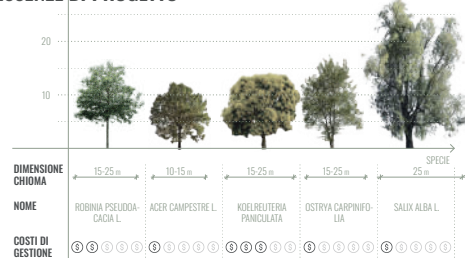 20
10
SPECIE
DIMENSIONE CHIOMA
15-25 m
10-15 m
15-25 m
15-25 m
25 m
NOME
ROBINIA PSEUDOA-
CACIA L.
ACER CAMPESTRE L.
KOELREUTERIA
PANICULATA
OSTRYA CARPINIFO-
LIA
SALIX ALBA L.
COSTI DI
GESTIONE
$ $ $ $ $
$ $ $ $ $
$ $ $ $ $
$ $ $ $ $
$ $ $ $ $